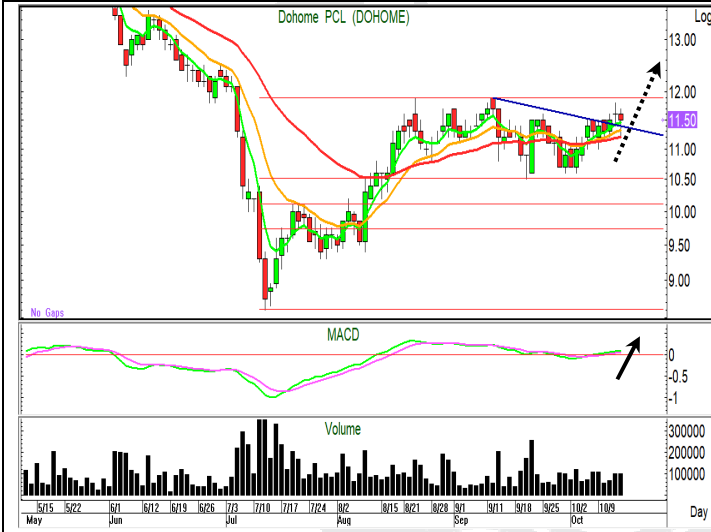 Dohome PCL (DOHOME)
Log
13.00
12.00
11.50
11.00
10.50
10.00
9.50
9.00
No Gaps
MACD
0
-0.5
-1
Volume
300000
200000
100000
5/15 5/22 6/1 6/12 6/19 6/26 7/3 7/10 7/17 7/24 8/2 8/15 8/21 8/28 9/1 9/11 9/18 9/25 10/2 10/9
Day
May Jun Jul Aug Sep Oct